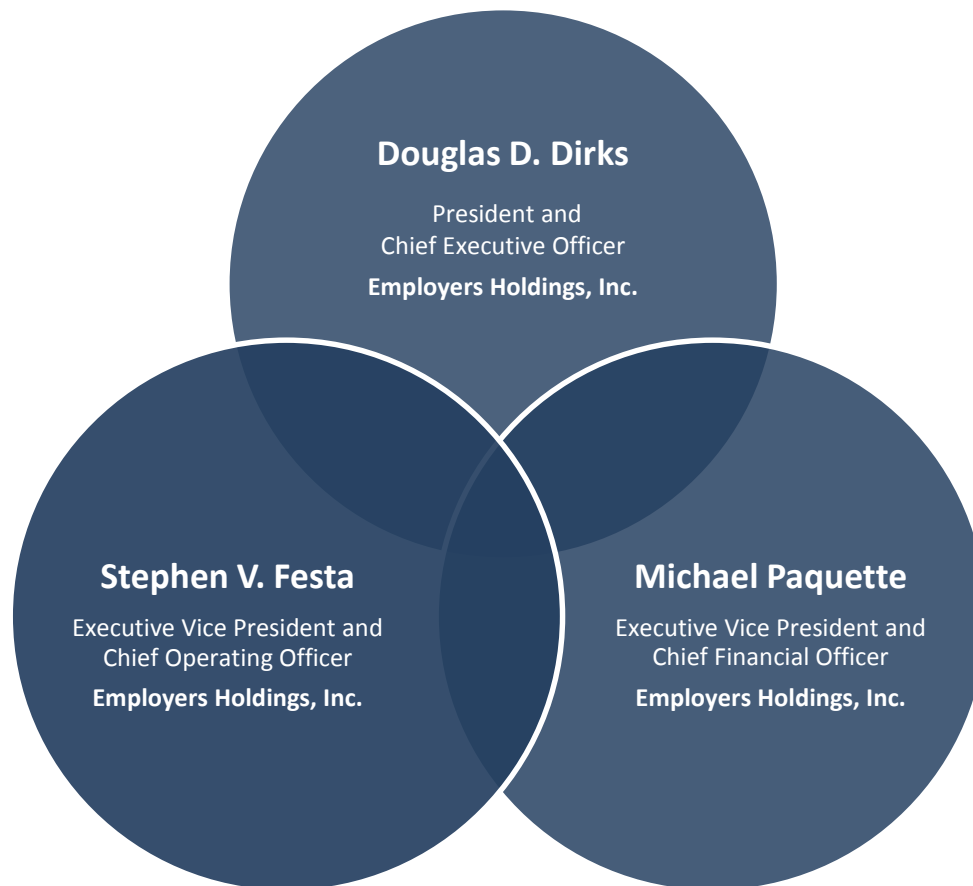 Douglas D. Dirks
President and
Chief Executive Officer
Employers Holdings, Inc.
Stephen V. Festa
Executive Vice President and
Chief Operating Officer
Employers Holdings, Inc.
Michael Paquette
Executive Vice President and
Chief Financial Officer
Employers Holdings, Inc.